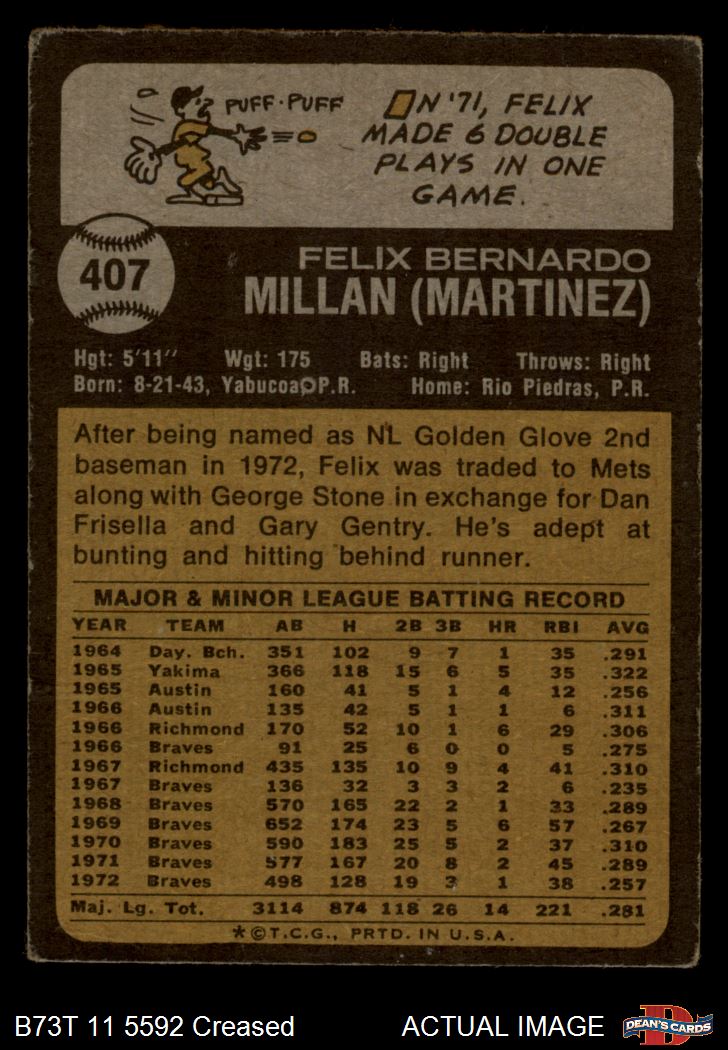 PUFF-PUFF
IN '71, FELIX
MADE 6 DOUBLE
PLAYS IN ONE
GAME.
407
FELIX BERNARDO
MILLAN (MARTINEZ)
Hgt: 5'11" Wgt: 175 Bats: Right Throws: Right
Born: 8-21-43, Yabucoa, P.R. Home: Rio Piedras, P.R.
After being named as NL Golden Glove 2nd
baseman in 1972, Felix was traded to Mets
along with George Stone in exchange for Dan
Frisella and Gary Gentry. He's adept at
bunting and hitting behind runner.
MAJOR & MINOR LEAGUE BATTING RECORD
YEAR TEAM AB H 2B 3B HR RBI AVG
1964 Day. Bch. 351 102 9 7 1 35 .291
1965 Yakima 366 118 15 6 5 35 .322
1965 Austin 160 41 5 1 4 12 .256
1966 Austin 135 42 5 1 1 6 .311
1966 Richmond 170 52 10 1 6 29 .306
1966 Braves 91 25 6 0 0 5 .275
1967 Richmond 435 135 10 9 4 41 .310
1967 Braves 136 32 3 3 2 6 .235
1968 Braves 570 165 22 2 1 33 .289
1969 Braves 652 174 23 5 6 57 .267
1970 Braves 590 183 25 5 2 37 .310
1971 Braves 577 167 20 8 2 45 .289
1972 Braves 498 128 19 3 1 38 .257
Maj. Lg. Tot. 3114 874 118 26 14 221 .281
*©T.C.G., PRTD. IN U.S.A.
B73T 11 5592 Creased ACTUAL IMAGE
DEAN'S CARDS